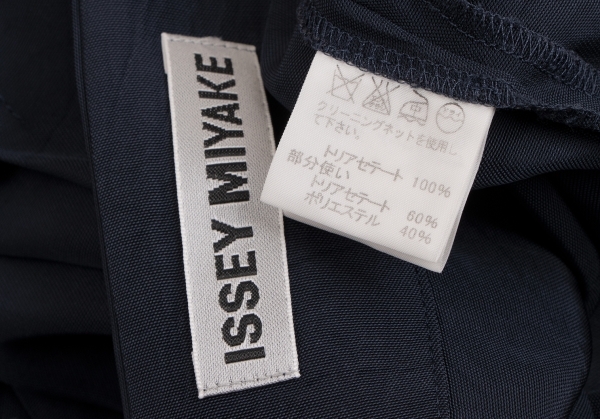 ISSEY MIYAKE
クリーニングネットを使用し
て下さい。
トリアセテート 100%
部分使い
トリアセテート 60%
ポリエステル 40%